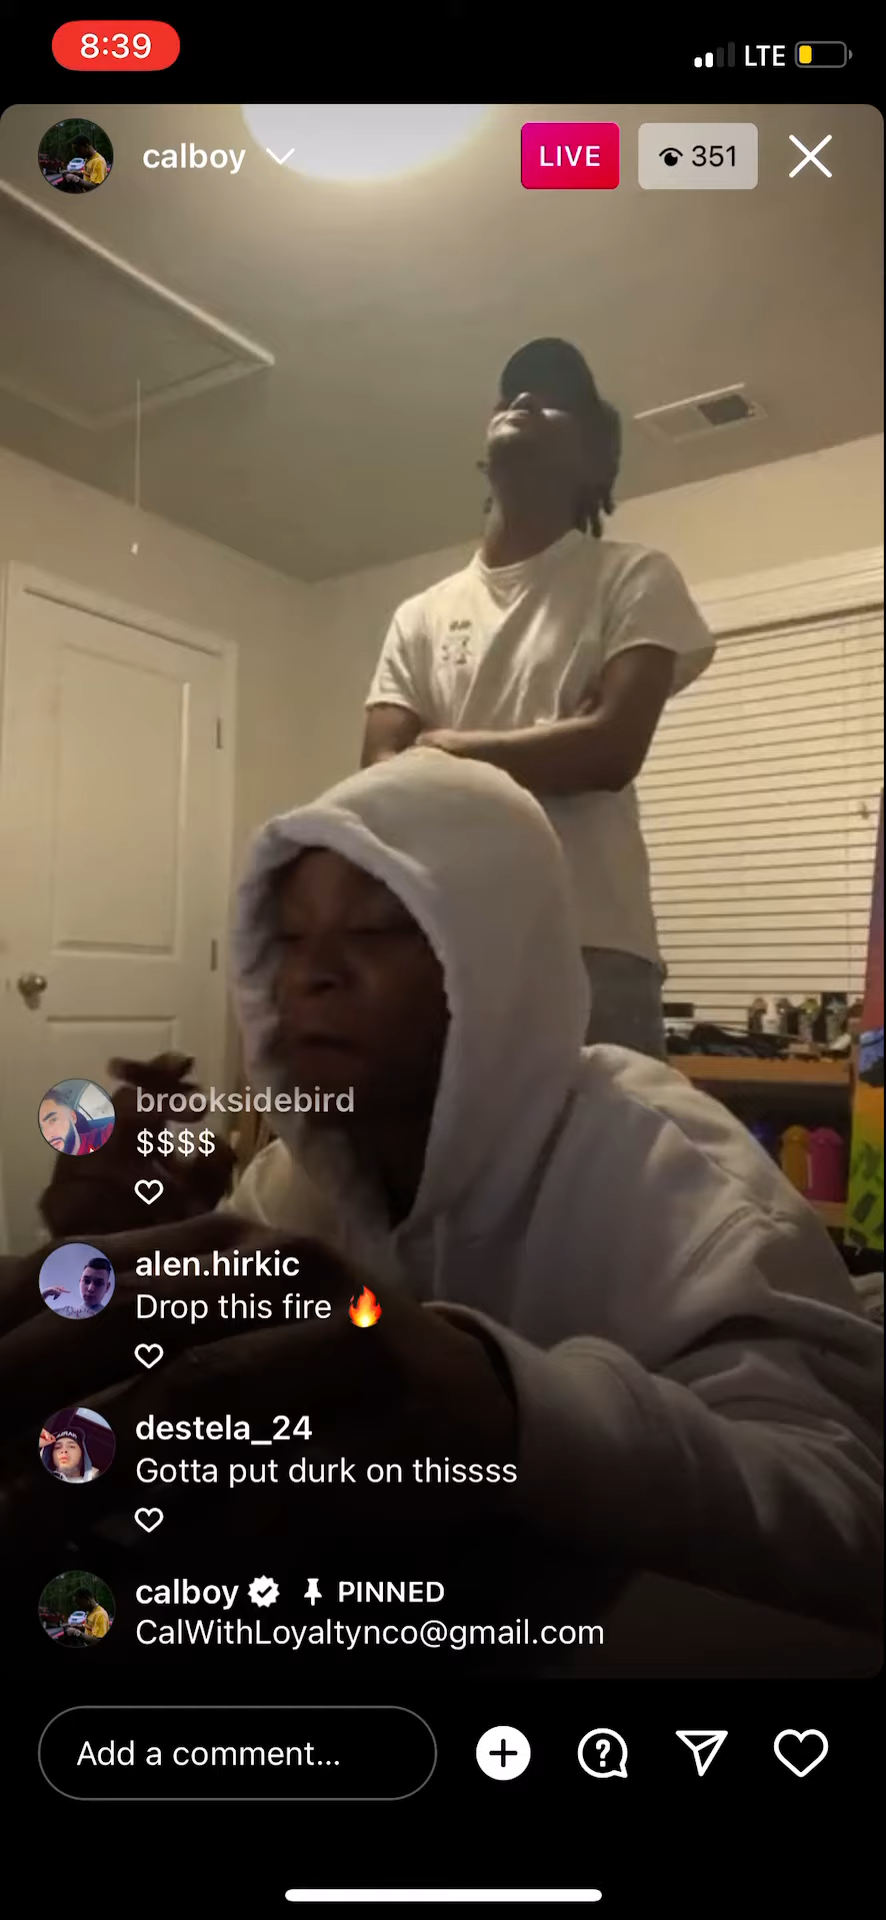 8:39
LTE
calboy
LIVE
351
brooksidebird
$$$$
alen.hirkic
Drop this fire 🔥
destela_24
Gotta put durk on thissss
calboy PINNED
CalWithLoyaltynco@gmail.com
Add a comment...